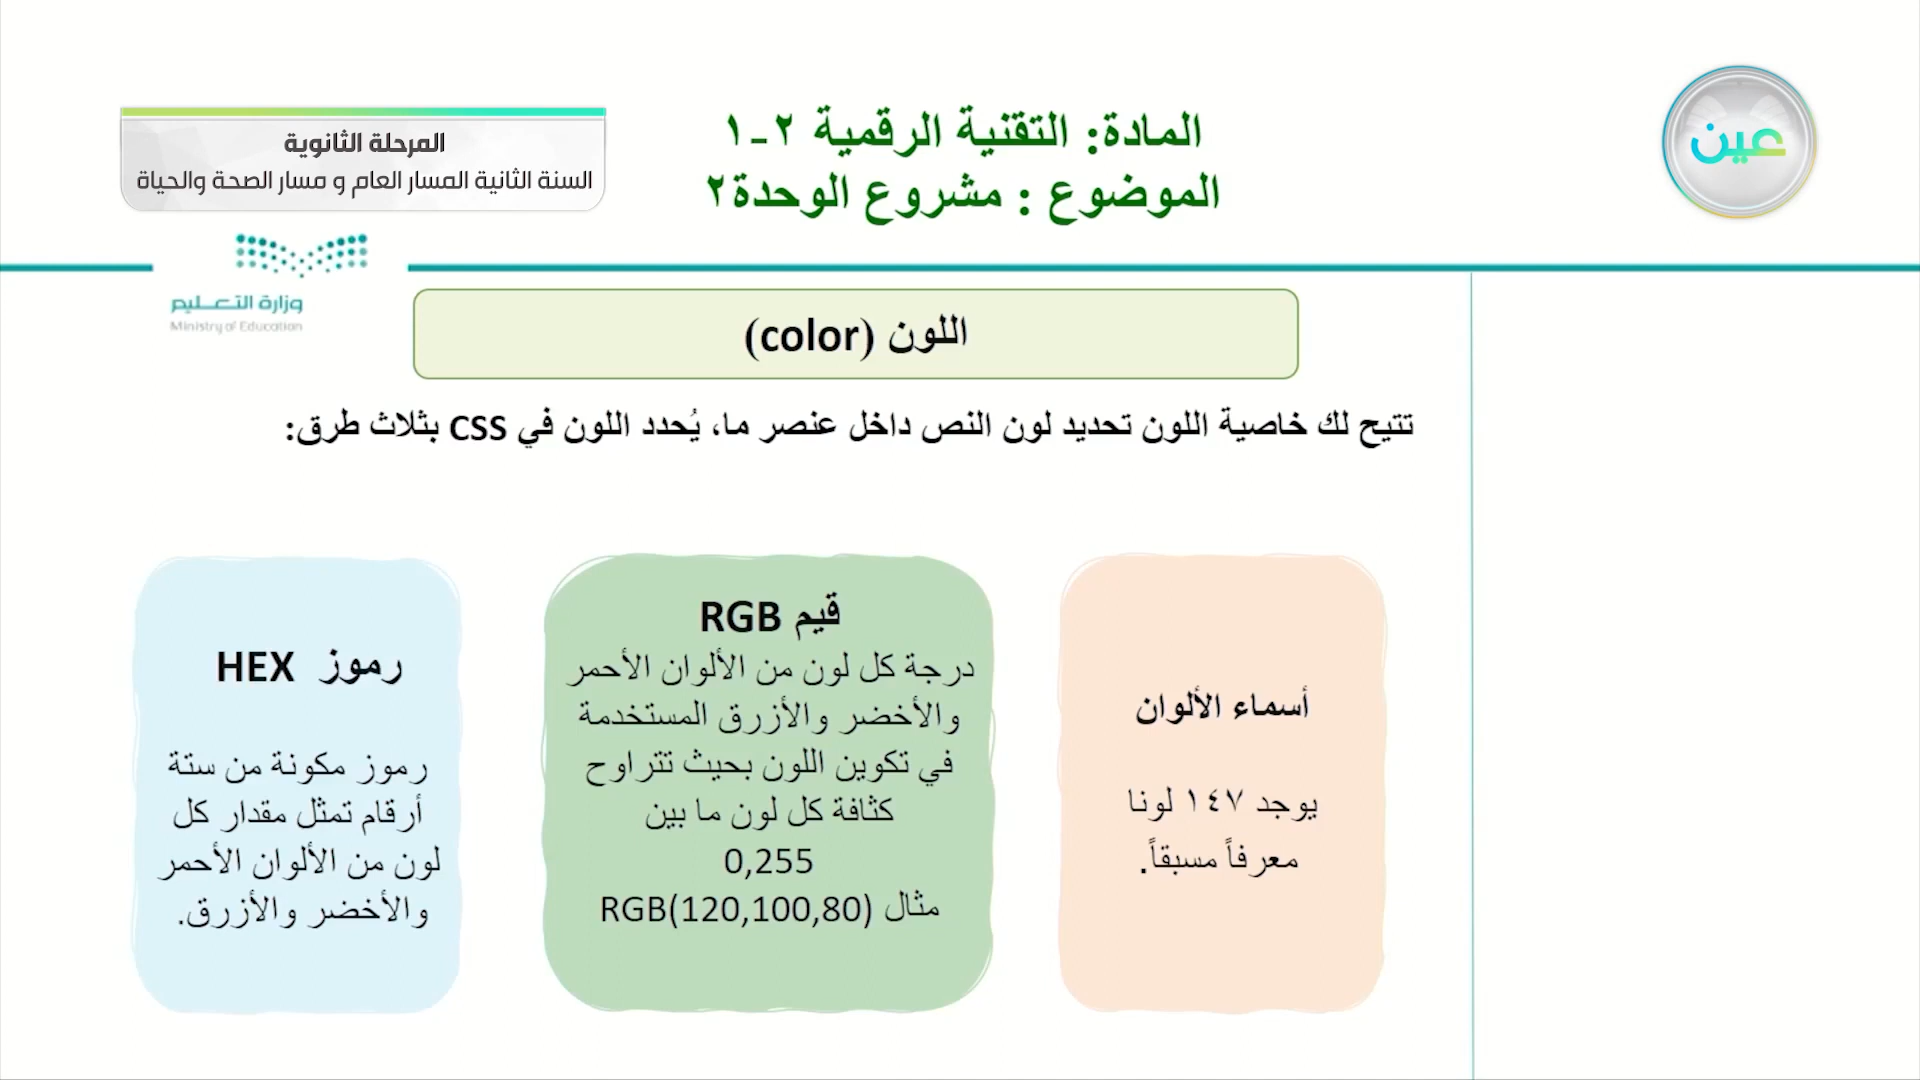 عين
المادة: التقنية الرقمية ٢-١
الموضوع : مشروع الوحدة٢
المرحلة الثانوية
السنة الثانية المسار العام و مسار الصحة والحياة
وزارة التعليم
Ministry of Education
اللون (color)
تتيح لك خاصية اللون تحديد لون النص داخل عنصر ما، يُحدد اللون في CSS بثلاث طرق:
أسماء الألوان
يوجد ١٤٧ لونا
معرفاً مسبقاً.
قيم RGB
درجة كل لون من الألوان الأحمر
والأخضر والأزرق المستخدمة
في تكوين اللون بحيث تتراوح
كثافة كل لون ما بين
0,255
مثال RGB(120,100,80)
رموز HEX
رموز مكونة من ستة
أرقام تمثل مقدار كل
لون من الألوان الأحمر
والأخضر والأزرق.